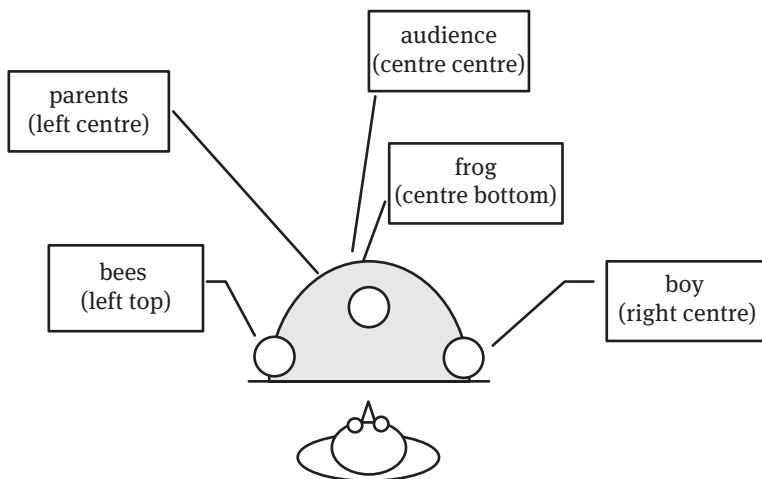 audience
(centre centre)
parents
(left centre)
frog
(centre bottom)
bees
(left top)
boy
(right centre)